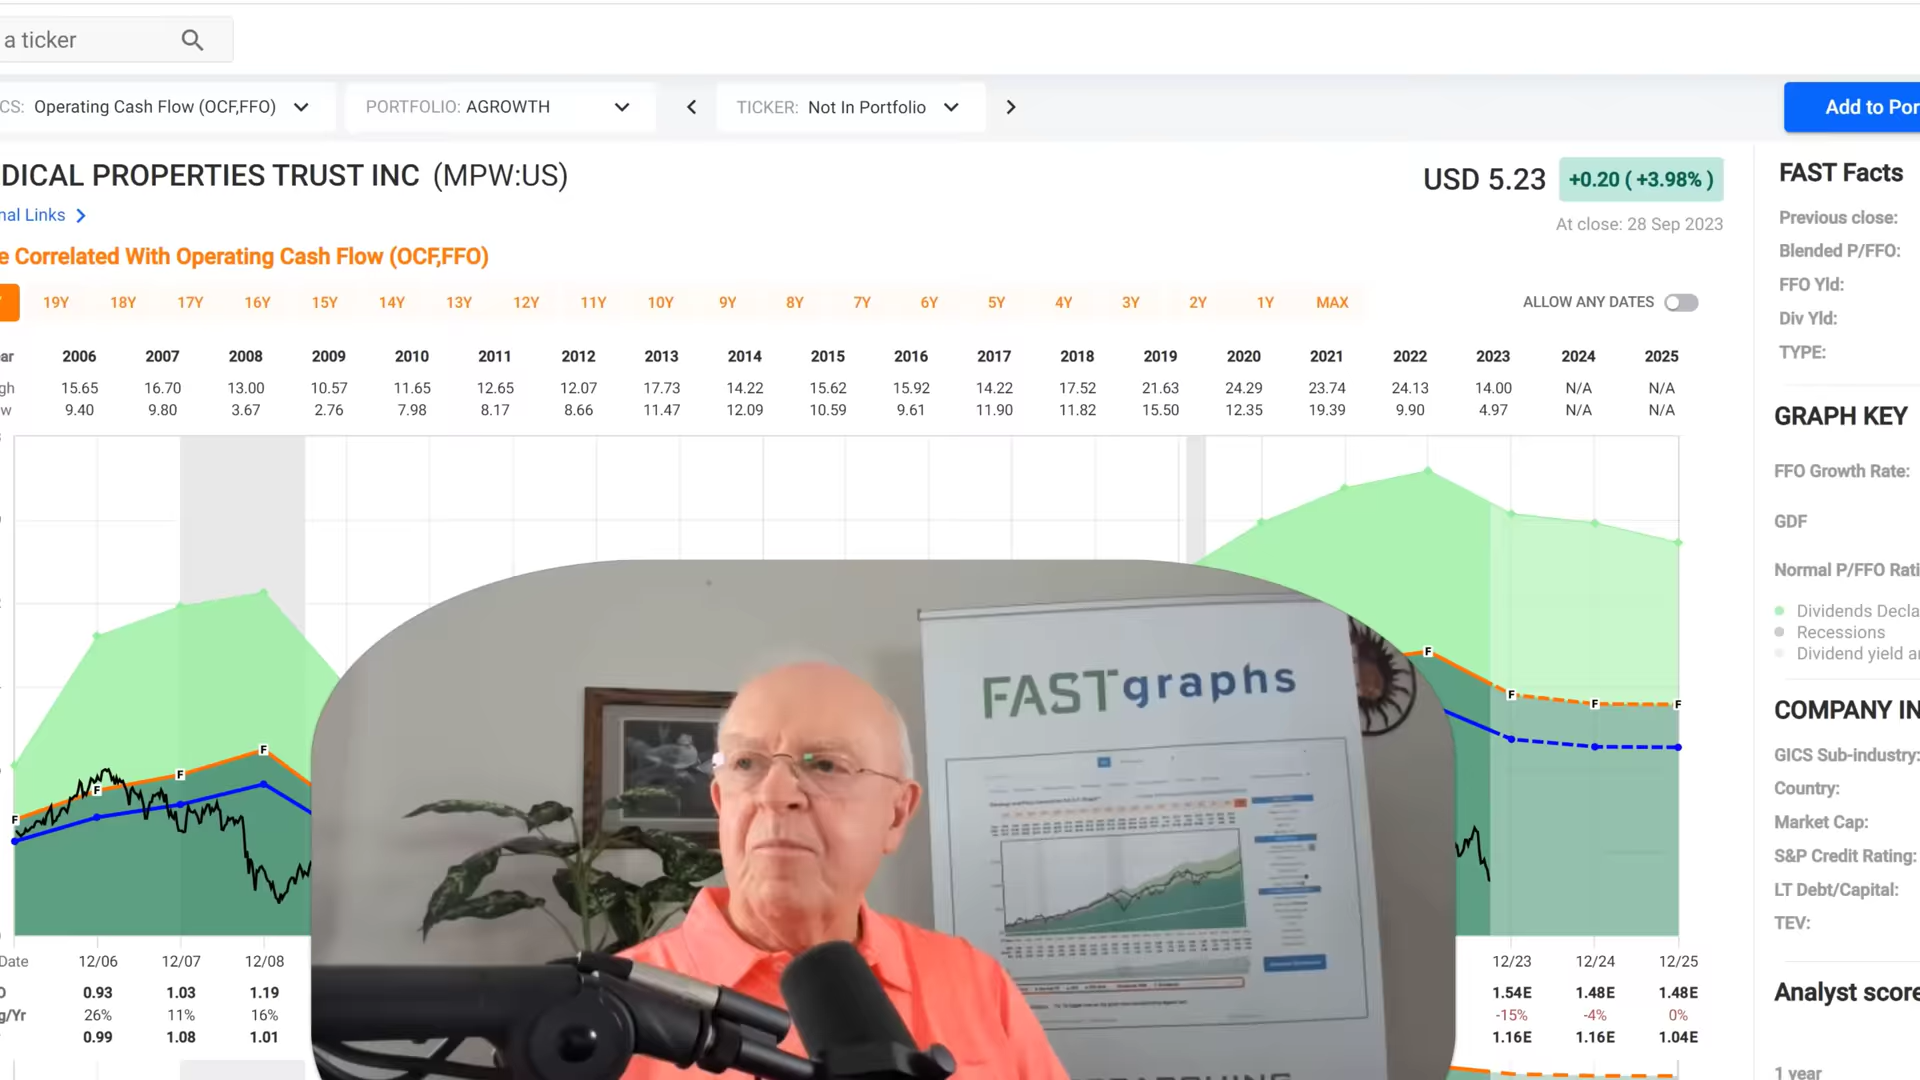 a ticker
CS: Operating Cash Flow (OCF,FFO) PORTFOLIO: AGROWTH TICKER: Not In Portfolio Add to Por
DICAL PROPERTIES TRUST INC (MPW:US)
USD 5.23 +0.20 ( +3.98% )
nal Links
At close: 28 Sep 2023
e Correlated With Operating Cash Flow (OCF,FFO)
19Y 18Y 17Y 16Y 15Y 14Y 13Y 12Y 11Y 10Y 9Y 8Y 7Y 6Y 5Y 4Y 3Y 2Y 1Y MAX ALLOW ANY DATES
ar 2006 2007 2008 2009 2010 2011 2012 2013 2014 2015 2016 2017 2018 2019 2020 2021 2022 2023 2024 2025
gh 15.65 16.70 13.00 10.57 11.65 12.65 12.07 17.73 14.22 15.62 15.92 14.22 17.52 21.63 24.29 23.74 24.13 14.00 N/A N/A
w 9.40 9.80 3.67 2.76 7.98 8.17 8.66 11.47 12.09 10.59 9.61 11.90 11.82 15.50 12.35 19.39 9.90 4.97 N/A N/A
F F F F F F F F
FASTgraphs
Date 12/06 12/07 12/08 12/23 12/24 12/25
O 0.93 1.03 1.19 1.54E 1.48E 1.48E
g/Yr 26% 11% 16% -15% -4% 0%
0.99 1.08 1.01 1.16E 1.16E 1.04E
FAST Facts
Previous close:
Blended P/FFO:
FFO Yld:
Div Yld:
TYPE:
GRAPH KEY
FFO Growth Rate:
GDF
Normal P/FFO Rati
Dividends Decla
Recessions
Dividend yield a
COMPANY IN
GICS Sub-industry:
Country:
Market Cap:
S&P Credit Rating:
LT Debt/Capital:
TEV:
Analyst score
1 year